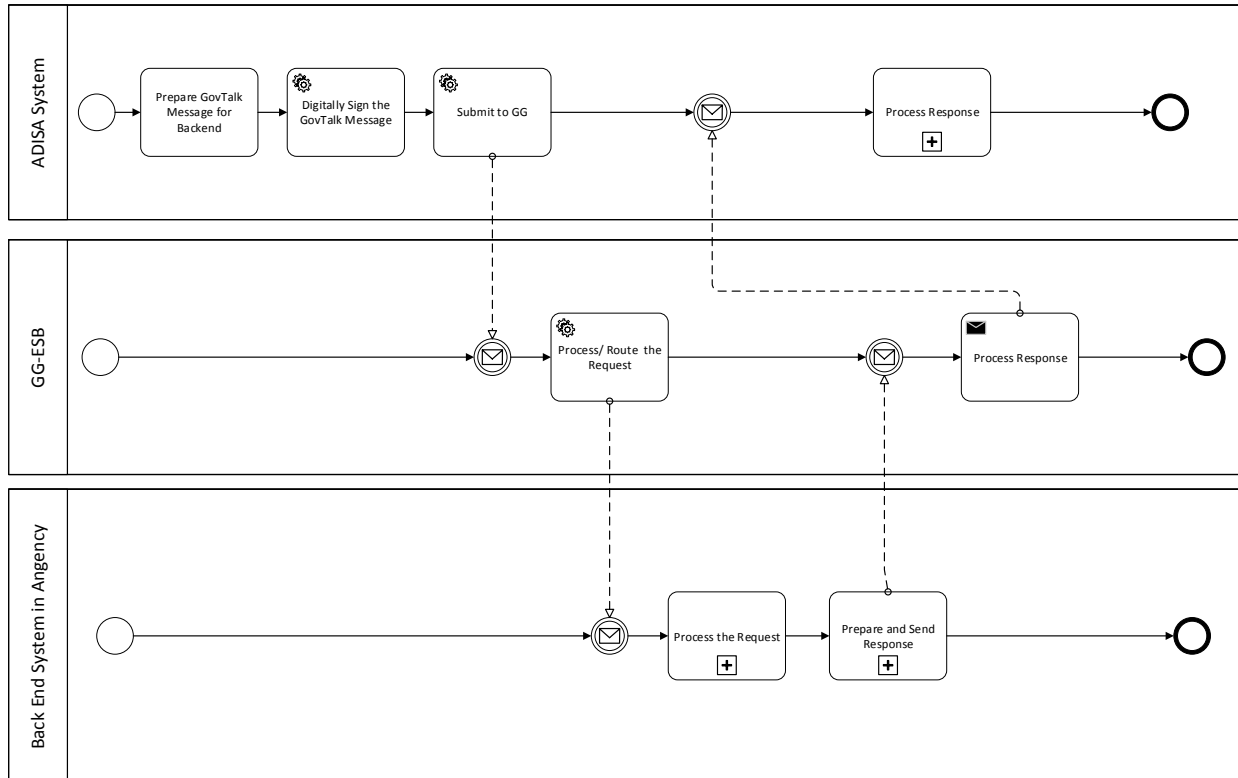 ADISA System
Prepare GovTalk
Message for
Backend
Digitally Sign the
GovTalk Message
Submit to GG
Process Response
GG-ESB
Process/ Route the
Request
Process Response
Back End System in Angency
Process the Request
Prepare and Send
Response